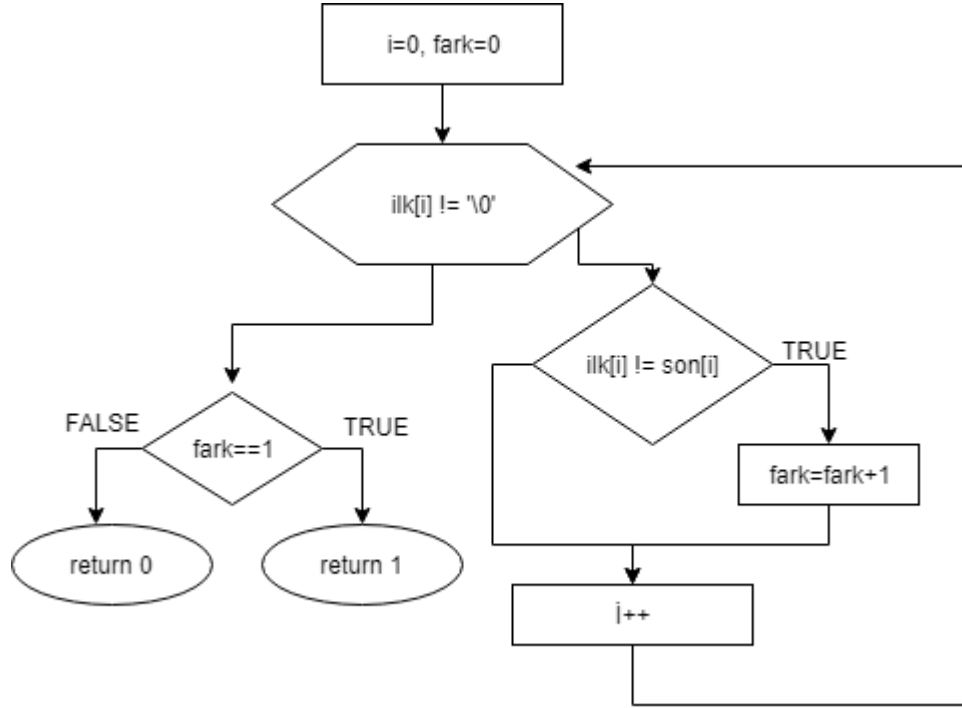 i=0, fark=0
ilk[i] != '\0'
ilk[i] != son[i]
TRUE
FALSE
fark==1
TRUE
fark=fark+1
return 0
return 1
i++